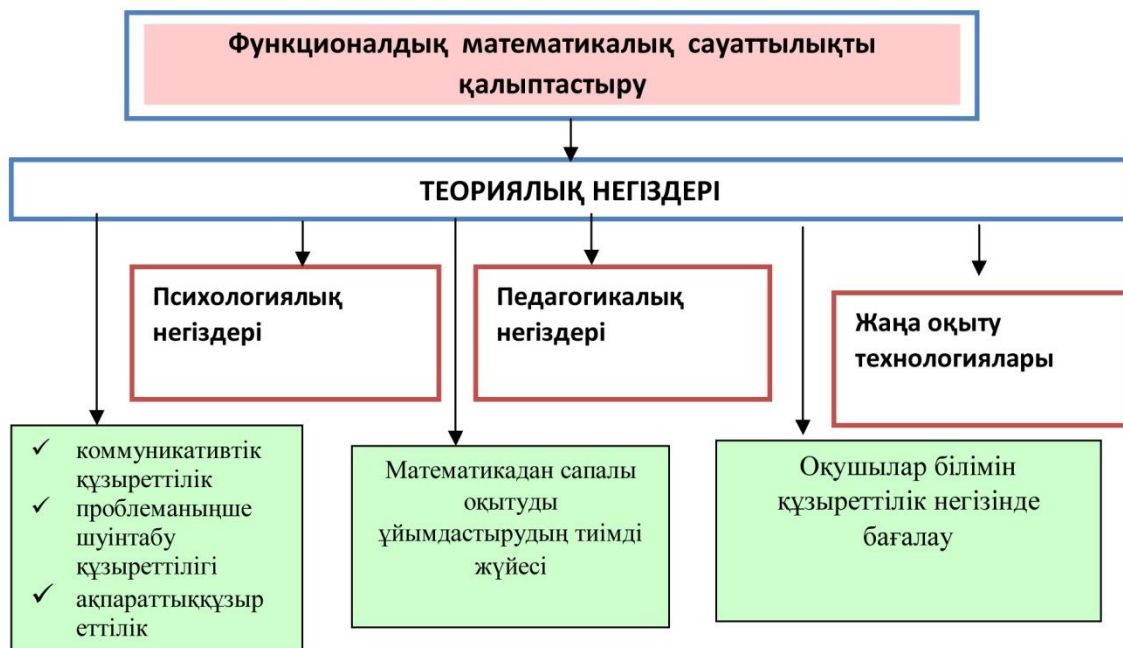 Функционалдық математикалық сауаттылықты
қалыптастыру
ТЕОРИЯЛЫҚ НЕГІЗДЕРІ
Психологиялық
негіздері
Педагогикалық
негіздері
Жаңа оқыту
технологиялары
✓ коммуникативтік
құзыреттілік
✓ проблеманыңше
шуінтабу
құзыреттілігі
✓ ақпараттыққұзыр
еттілік
Математикадан сапалы
оқытуды
ұйымдастырудың тиімді
жүйесі
Оқушылар білімін
құзыреттілік негізінде
бағалау